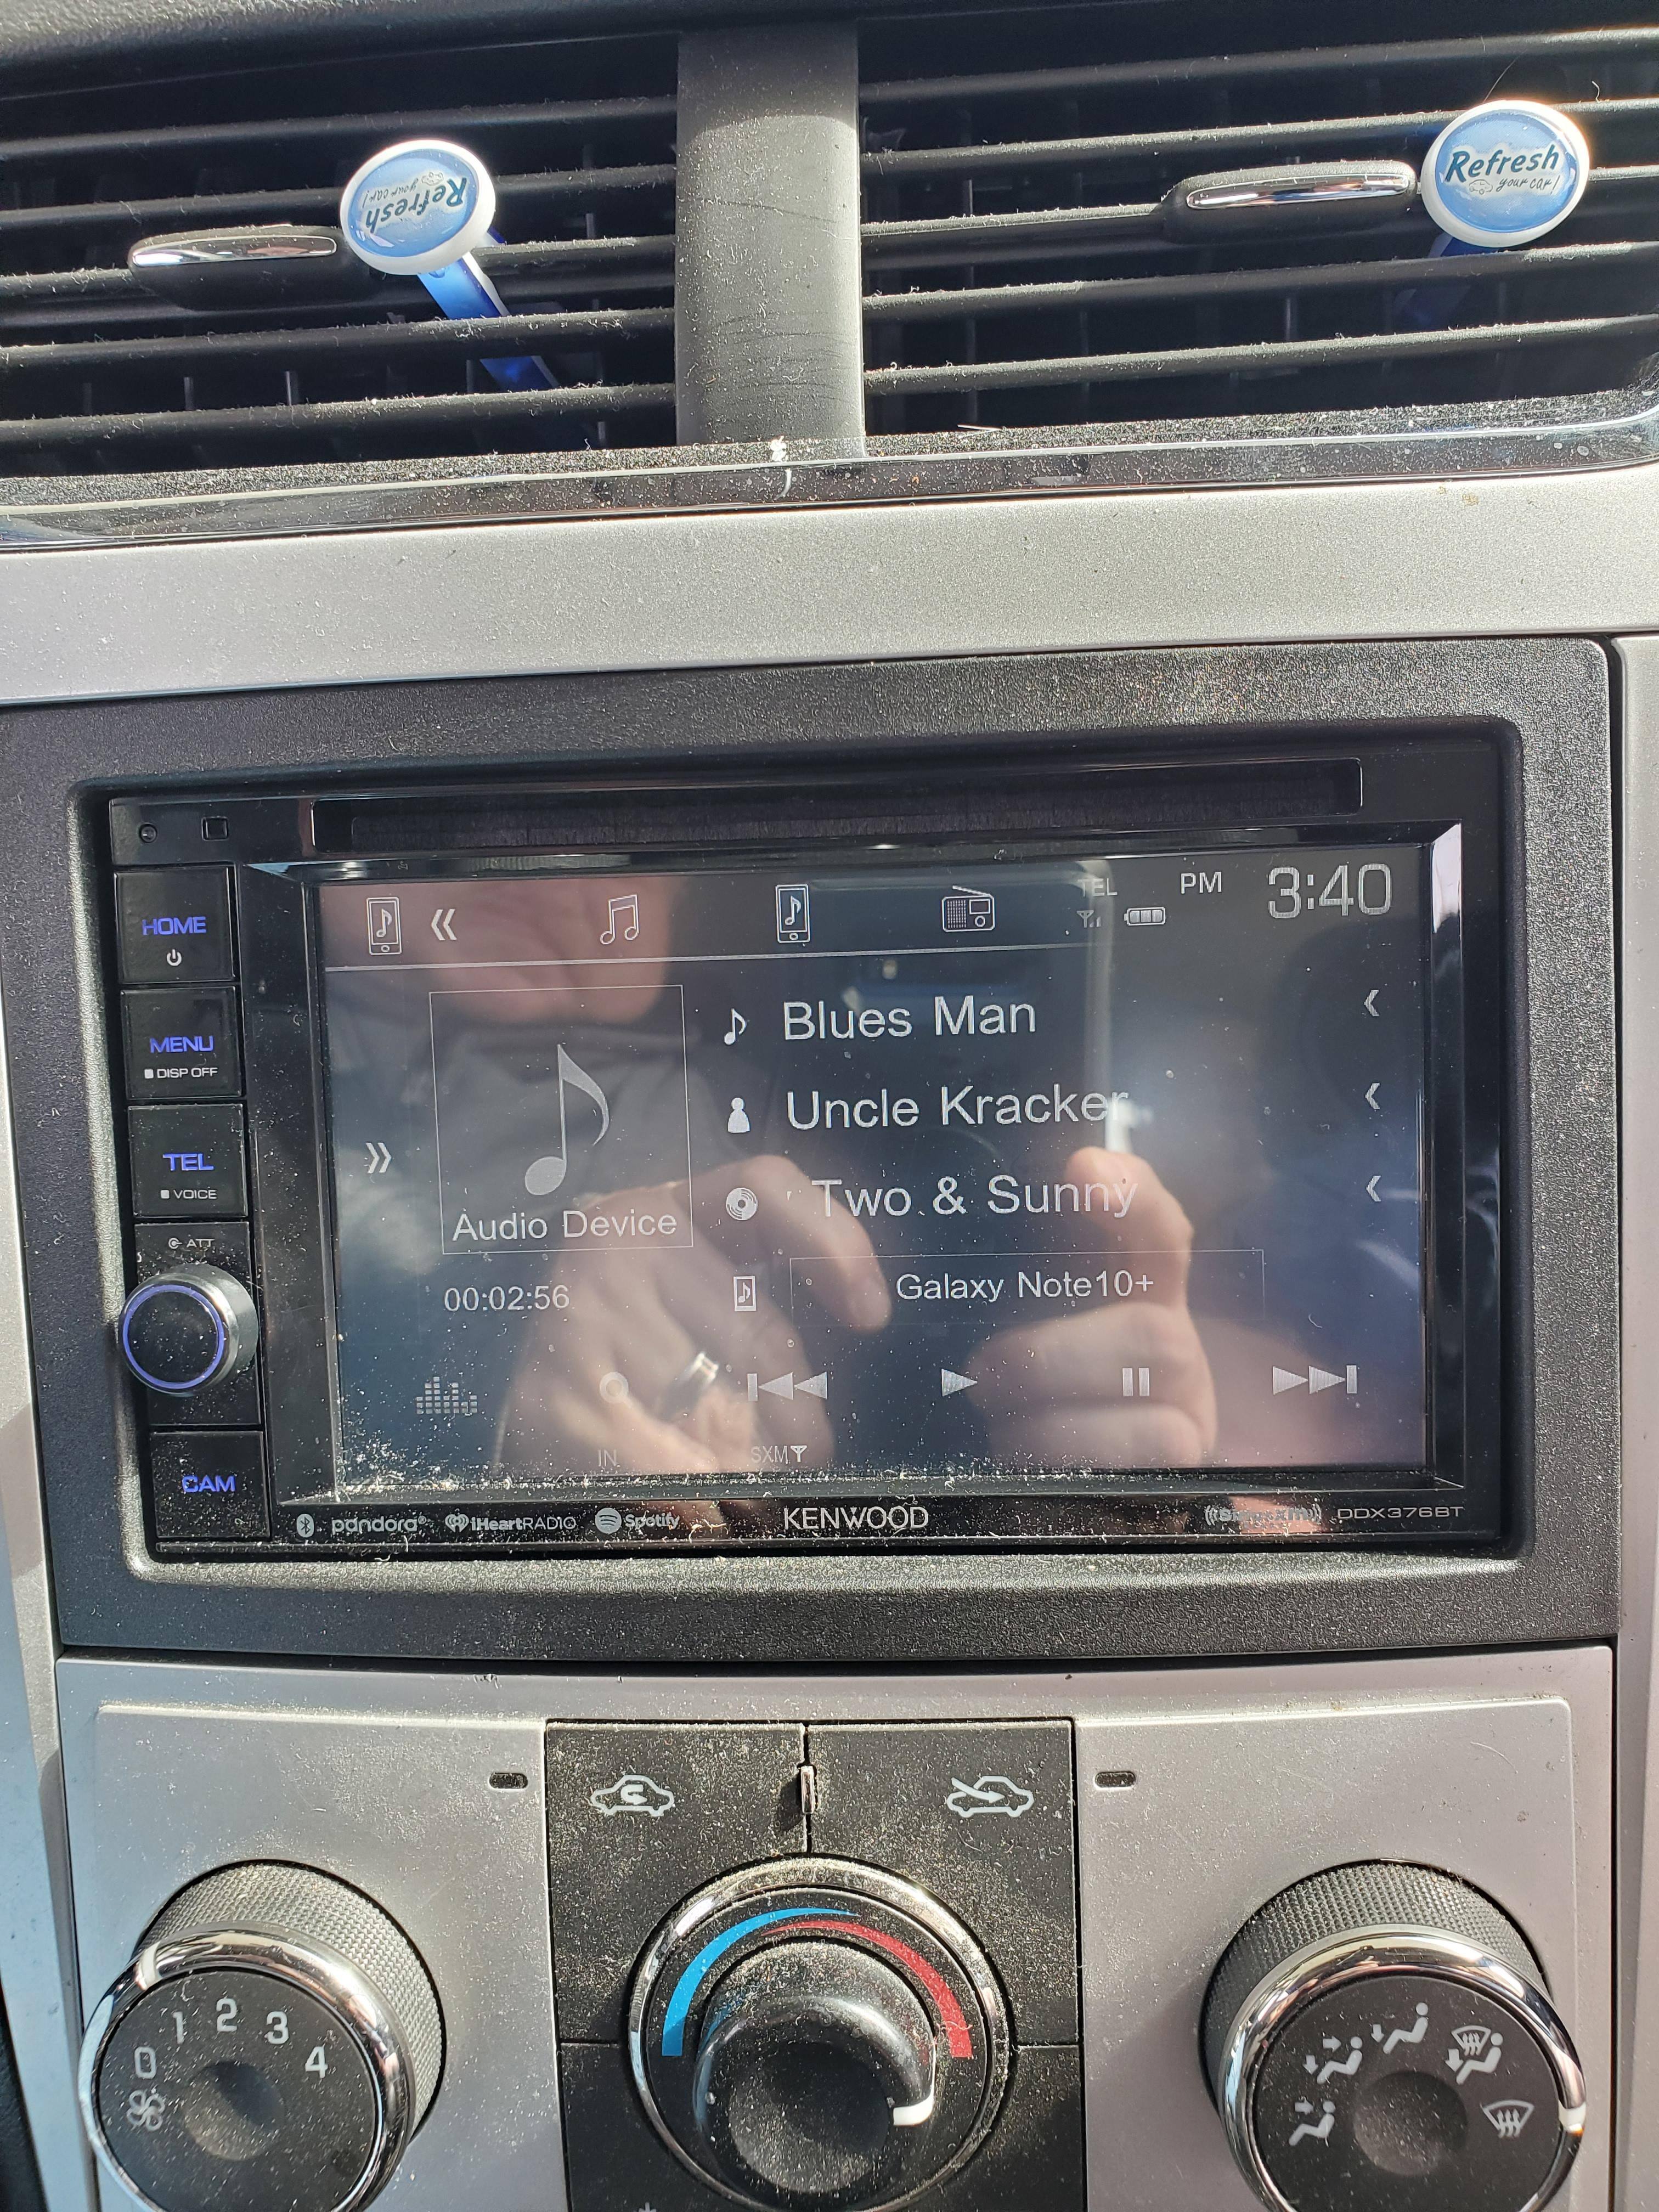 Refresh
your car!
Refresh
your car!
TEL
PM
3:40
HOME
MENU
DISP OFF
TEL
VOICE
ATT
CAM
Blues Man
Uncle Kracker
Two & Sunny
Audio Device
00:02:56
Galaxy Note10+
IN
SXM
pandora®
iHeartRADIO
Spotify
KENWOOD
((SiriusXM))
DDX376BT
0 1 2 3 4